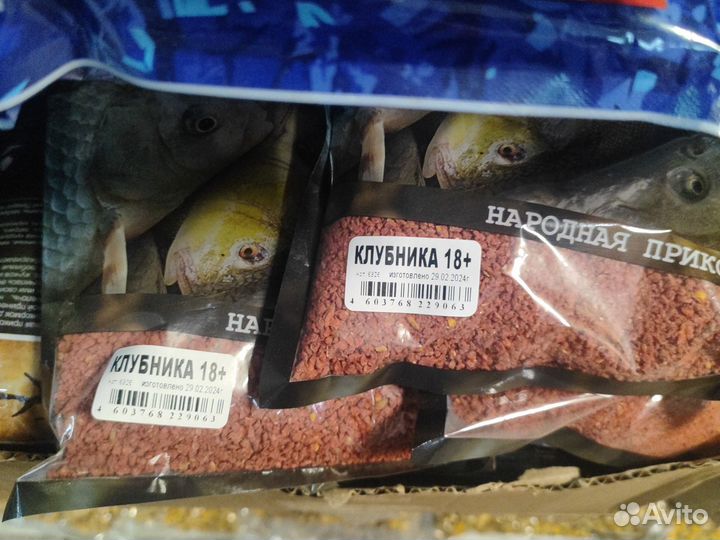 НАРОДНАЯ ПРИКО
КЛУБНИКА 18+
изготовлено 29.02.2024г.
4 603768 229063
НА
КЛУБНИКА 18+
изготовлено 29.02.2024г.
4 603768 229063
Avito